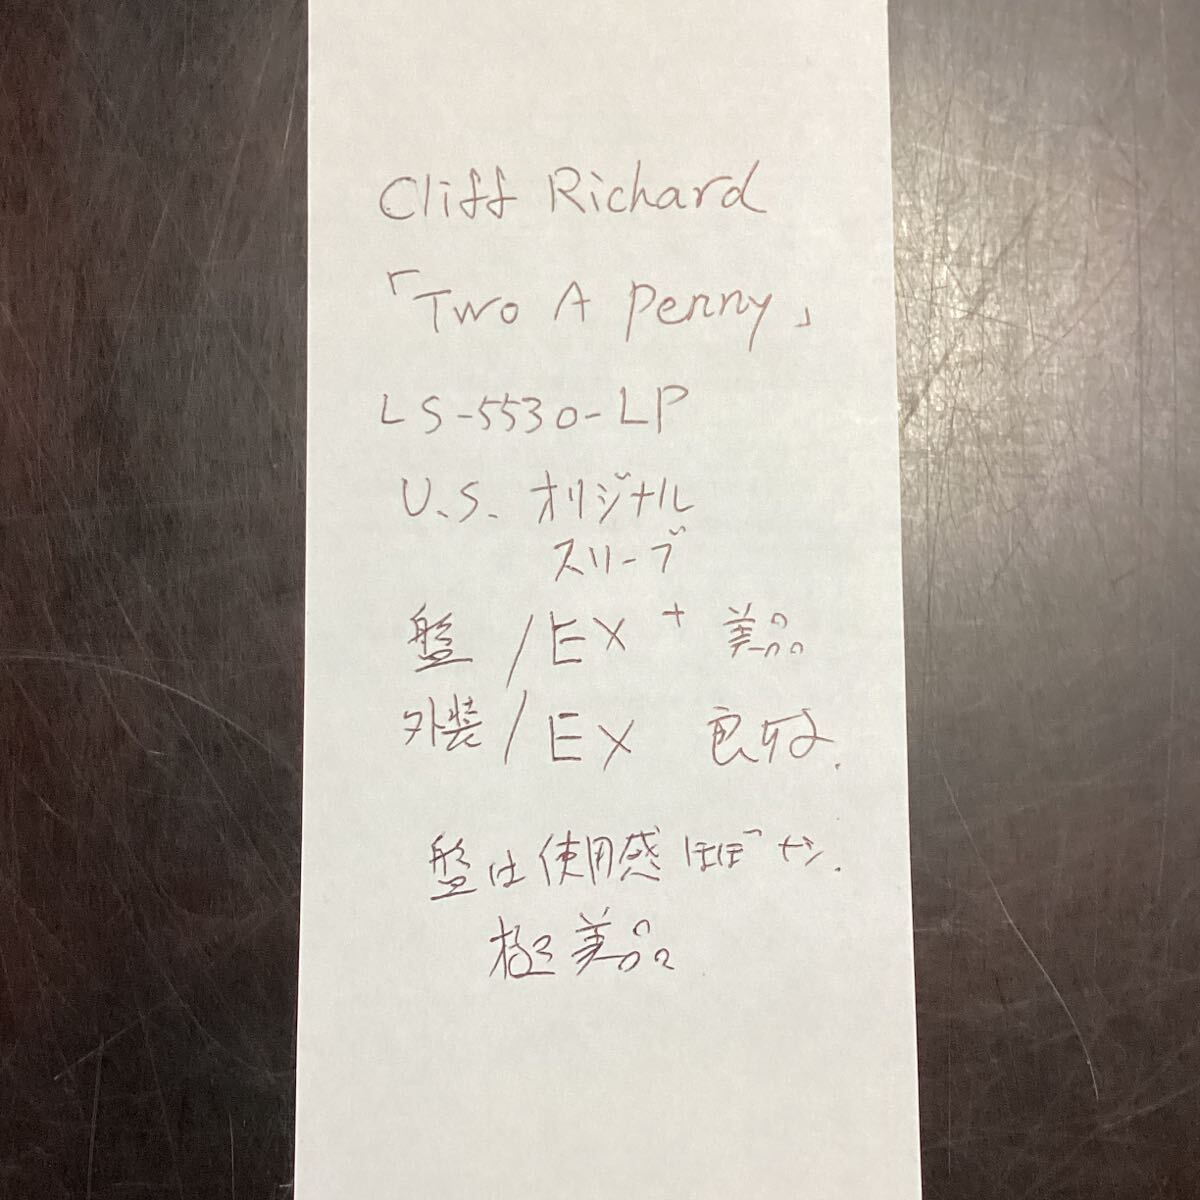 Cliff Richard
「Two A penny」
LS-5530-LP
U.S. オリジナル
スリーブ
盤/EX+ 美品
外装/EX 良好.
盤は使用感ほぼナシ.
極美品